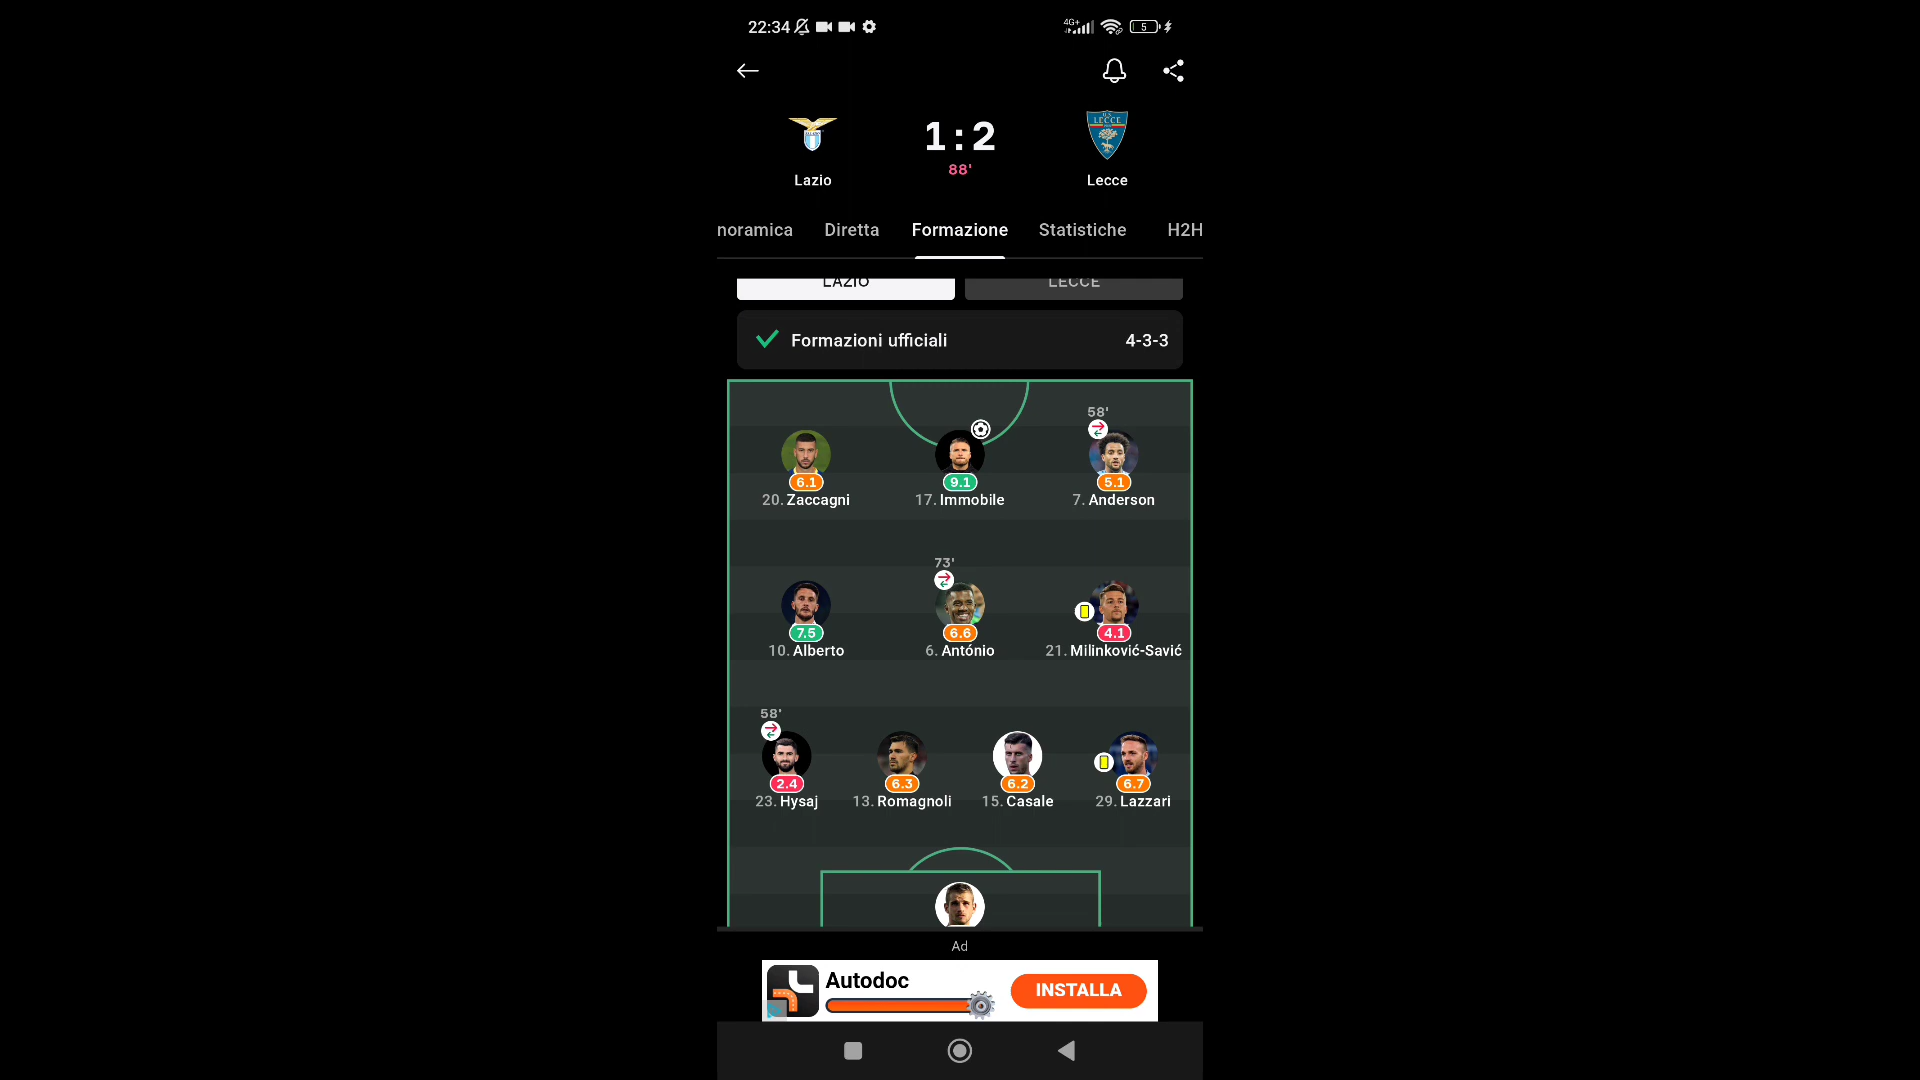 22:34 4G+ 5
LECCE
1:2
88'
Lazio Lecce
noramica Diretta Formazione Statistiche H2H
LAZIO LECCE
Formazioni ufficiali 4-3-3
58'
6.1 9.1 5.1
20. Zaccagni 17. Immobile 7. Anderson
73'
7.5 6.6 4.1
10. Alberto 6. António 21. Milinković-Savić
58'
2.4 6.3 6.2 6.7
23. Hysaj 13. Romagnoli 15. Casale 29. Lazzari
Ad
Autodoc
INSTALLA